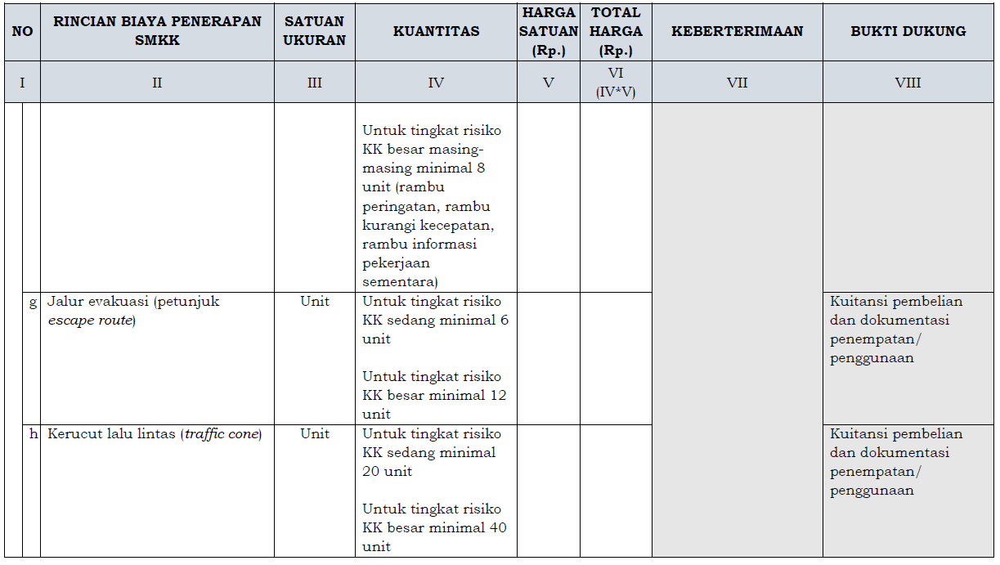 NO
RINCIAN BIAYA PENERAPAN
SMKK
SATUAN
UKURAN
KUANTITAS
HARGA
SATUAN
(Rp.)
TOTAL
HARGA
(Rp.)
KEBERTERIMAAN
BUKTI DUKUNG
I
II
III
IV
V
VI
(IV*V)
VII
VIII
Untuk tingkat risiko
KK besar masing-
masing minimal 8
unit (rambu
peringatan, rambu
kurangi kecepatan,
rambu informasi
pekerjaan
sementara)
g
Jalur evakuasi (petunjuk
escape route)
Unit
Untuk tingkat risiko
KK sedang minimal 6
unit
Untuk tingkat risiko
KK besar minimal 12
unit
Kuitansi pembelian
dan dokumentasi
penempatan/
penggunaan
h
Kerucut lalu lintas (traffic cone)
Unit
Untuk tingkat risiko
KK sedang minimal
20 unit
Untuk tingkat risiko
KK besar minimal 40
unit
Kuitansi pembelian
dan dokumentasi
penempatan/
penggunaan